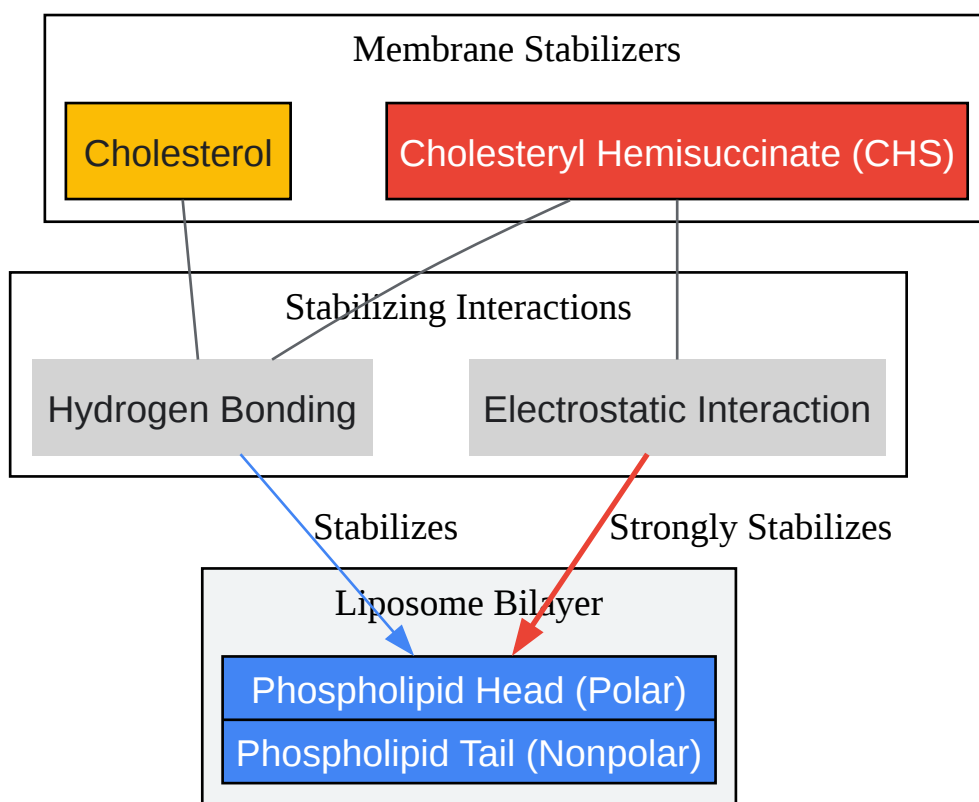 Membrane Stabilizers
Cholesterol
Cholesteryl Hemisuccinate (CHS)
Stabilizing Interactions
Hydrogen Bonding
Electrostatic Interaction
Stabilizes
Strongly Stabilizes
Liposome Bilayer
Phospholipid Head (Polar)
Phospholipid Tail (Nonpolar)